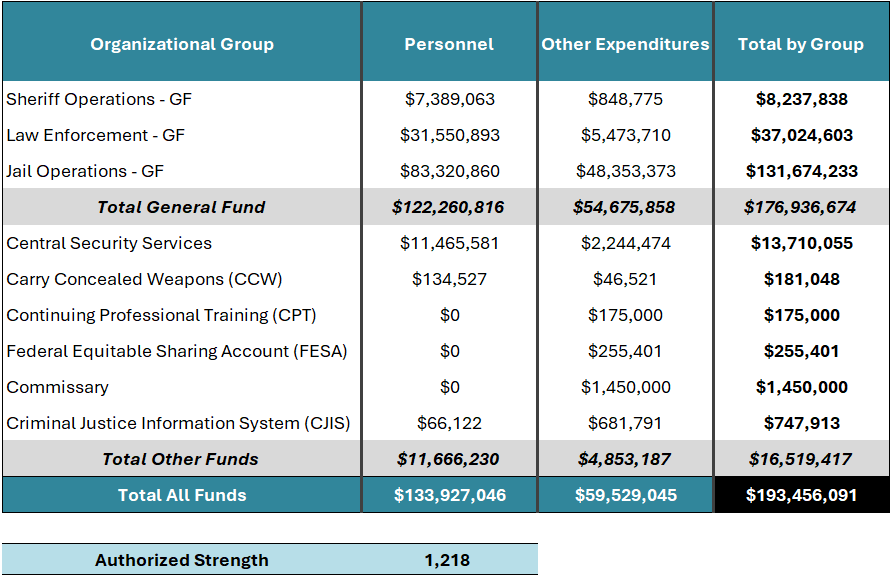 Organizational Group Personnel Other Expenditures Total by Group
Sheriff Operations - GF $7,389,063 $848,775 $8,237,838
Law Enforcement - GF $31,550,893 $5,473,710 $37,024,603
Jail Operations - GF $83,320,860 $48,353,373 $131,674,233
Total General Fund $122,260,816 $54,675,858 $176,936,674
Central Security Services $11,465,581 $2,244,474 $13,710,055
Carry Concealed Weapons (CCW) $134,527 $46,521 $181,048
Continuing Professional Training (CPT) $0 $175,000 $175,000
Federal Equitable Sharing Account (FESA) $0 $255,401 $255,401
Commissary $0 $1,450,000 $1,450,000
Criminal Justice Information System (CJIS) $66,122 $681,791 $747,913
Total Other Funds $11,666,230 $4,853,187 $16,519,417
Total All Funds $133,927,046 $59,529,045 $193,456,091
Authorized Strength 1,218